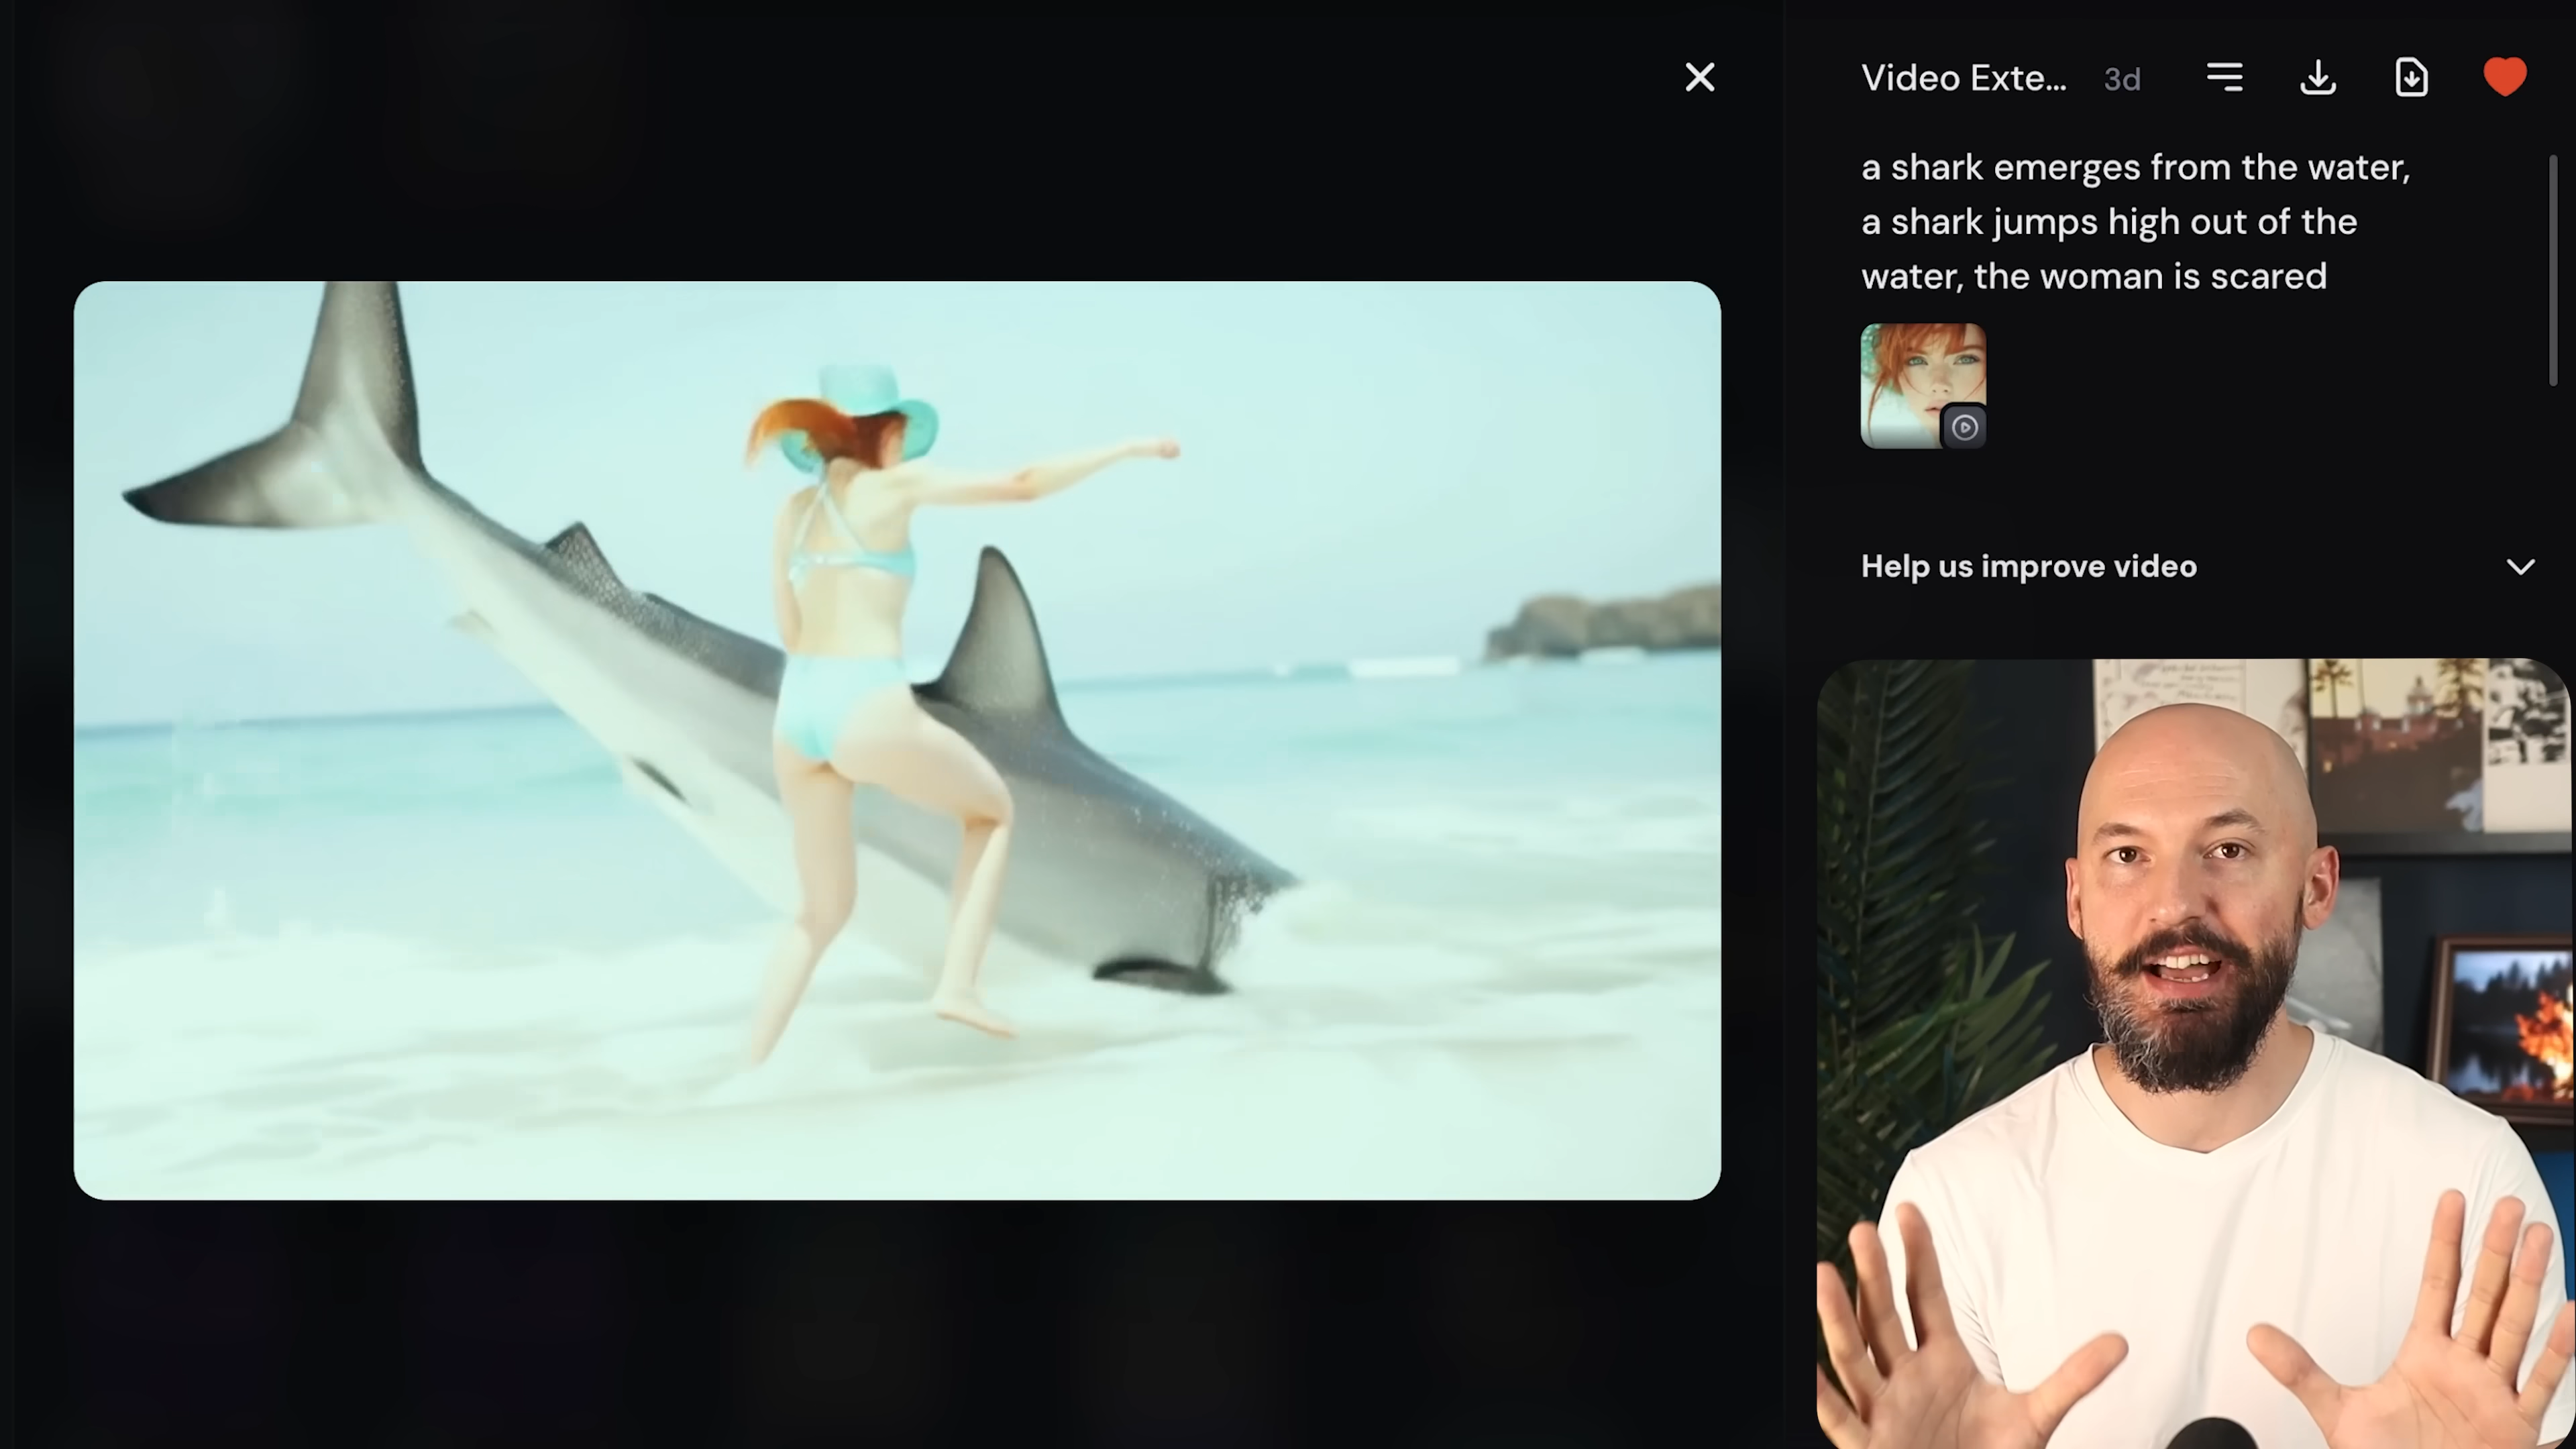 Video Exte... 3d
a shark emerges from the water,
a shark jumps high out of the
water, the woman is scared
Help us improve video